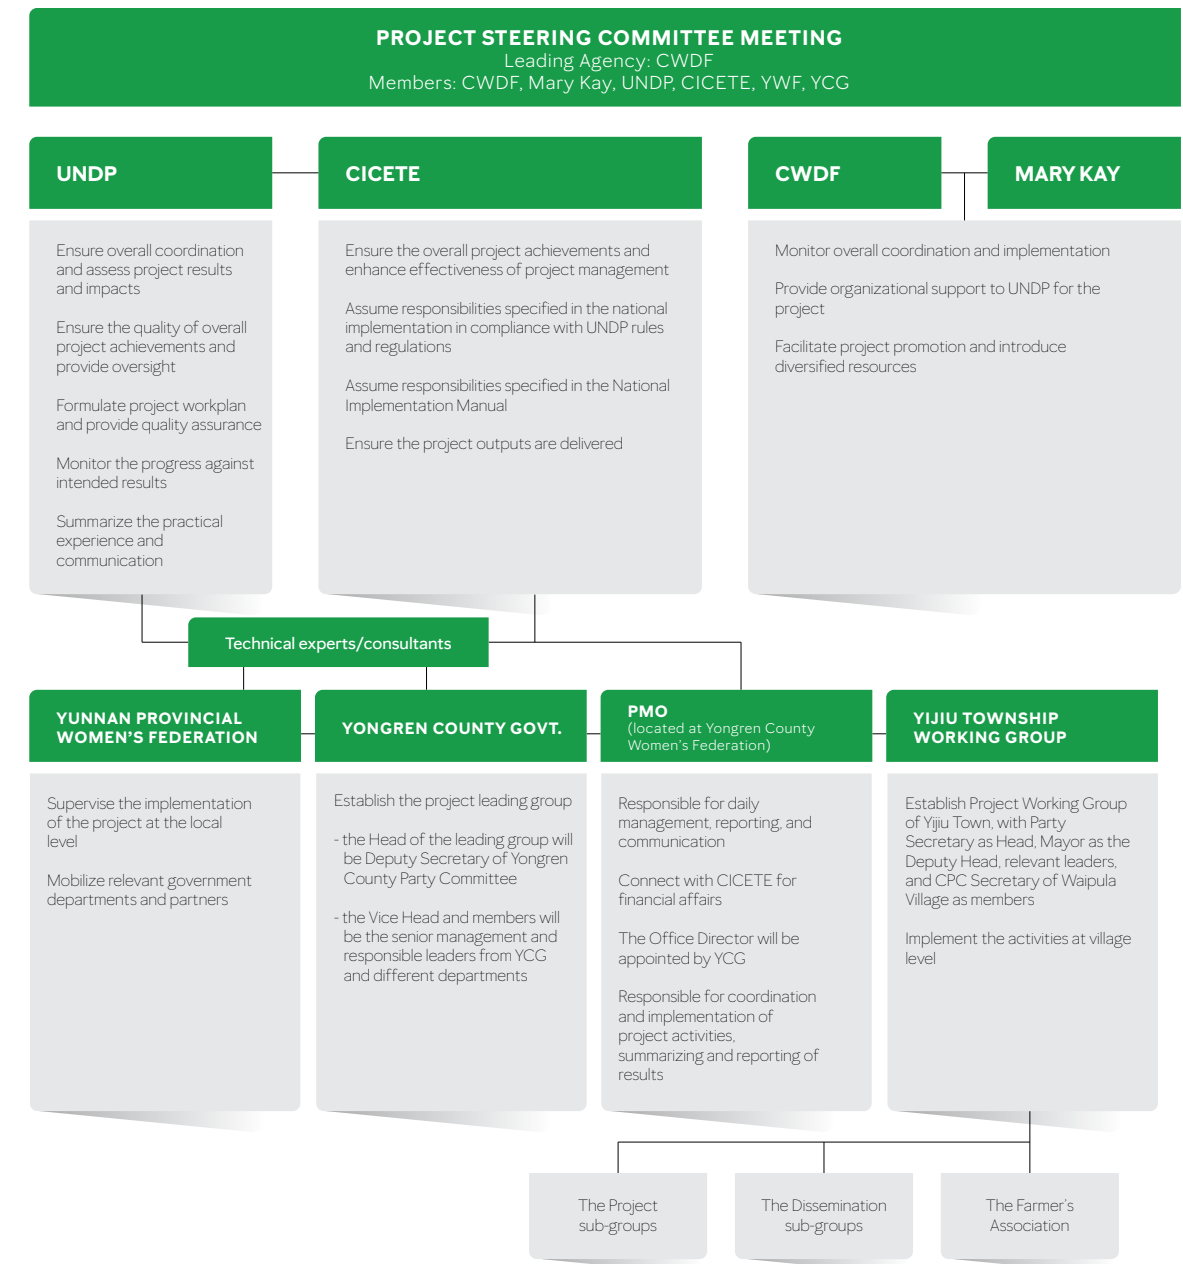 PROJECT STEERING COMMITTEE MEETING
Leading Agency: CWDF
Members: CWDF, Mary Kay, UNDP, CICETE, YWF, YCG
UNDP
Ensure overall coordination
and assess project results
and impacts
Ensure the quality of overall
project achievements and
provide oversight
Formulate project workplan
and provide quality assurance
Monitor the progress against
intended results
Summarize the practical
experience and
communication
CICETE
Ensure the overall project achievements and
enhance effectiveness of project management
Assume responsibilities specified in the national
implementation in compliance with UNDP rules
and regulations
Assume responsibilities specified in the National
Implementation Manual
Ensure the project outputs are delivered
CWDF
MARY KAY
Monitor overall coordination and implementation
Provide organizational support to UNDP for the
project
Facilitate project promotion and introduce
diversified resources
Technical experts/consultants
YUNNAN PROVINCIAL
WOMEN'S FEDERATION
Supervise the implementation
of the project at the local
level
Mobilize relevant government
departments and partners
YONGREN COUNTY GOVT.
Establish the project leading group
- the Head of the leading group will
be Deputy Secretary of Yongren
County Party Committee
- the Vice Head and members will
be the senior management and
responsible leaders from YCG
and different departments
PMO
(located at Yongren County
Women's Federation)
Responsible for daily
management, reporting, and
communication
Connect with CICETE for
financial affairs
The Office Director will be
appointed by YCG
Responsible for coordination
and implementation of
project activities,
summarizing and reporting of
results
YIJIU TOWNSHIP
WORKING GROUP
Establish Project Working Group
of Yijiu Town, with Party
Secretary as Head, Mayor as the
Deputy Head, relevant leaders,
and CPC Secretary of Waipula
Village as members
Implement the activities at village
level
The Project
sub-groups
The Dissemination
sub-groups
The Farmer's
Association